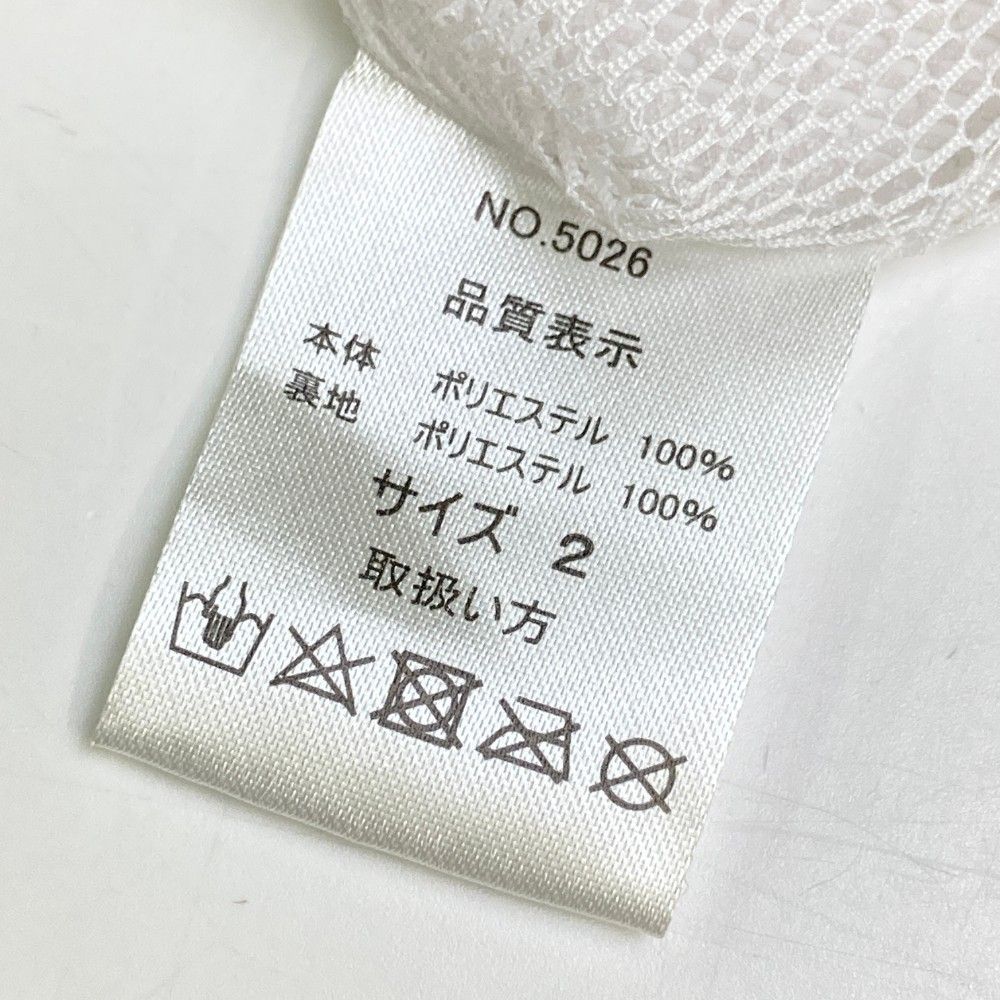 NO.5026
品質表示
本体 ポリエステル 100%
裏地 ポリエステル 100%
サイズ 2
取扱い方